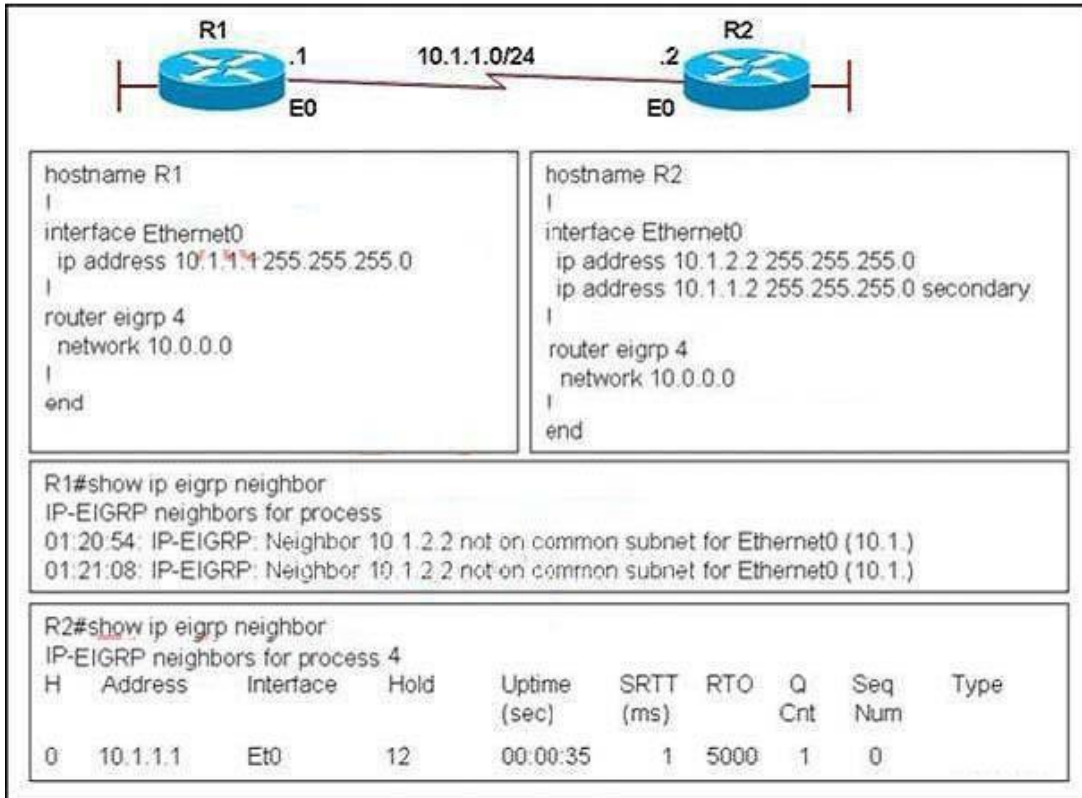 R1
R2
.1
10.1.1.0/24
.2
E0
E0
hostname R1
!
interface Ethernet0
ip address 10.1.1.1 255.255.255.0
!
router eigrp 4
network 10.0.0.0
!
end
hostname R2
!
interface Ethernet0
ip address 10.1.2.2 255.255.255.0
ip address 10.1.1.2 255.255.255.0 secondary
!
router eigrp 4
network 10.0.0.0
!
end
R1#show ip eigrp neighbor
IP-EIGRP neighbors for process
01:20:54: IP-EIGRP: Neighbor 10.1.2.2 not on common subnet for Ethernet0 (10.1.)
01:21:08: IP-EIGRP: Neighbor 10.1.2.2 not on common subnet for Ethernet0 (10.1.)
R2#show ip eigrp neighbor
IP-EIGRP neighbors for process 4
H Address Interface Hold Uptime SRTT RTO Q Seq Type
(sec) (ms) Cnt Num
0 10.1.1.1 Et0 12 00:00:35 1 5000 1 0